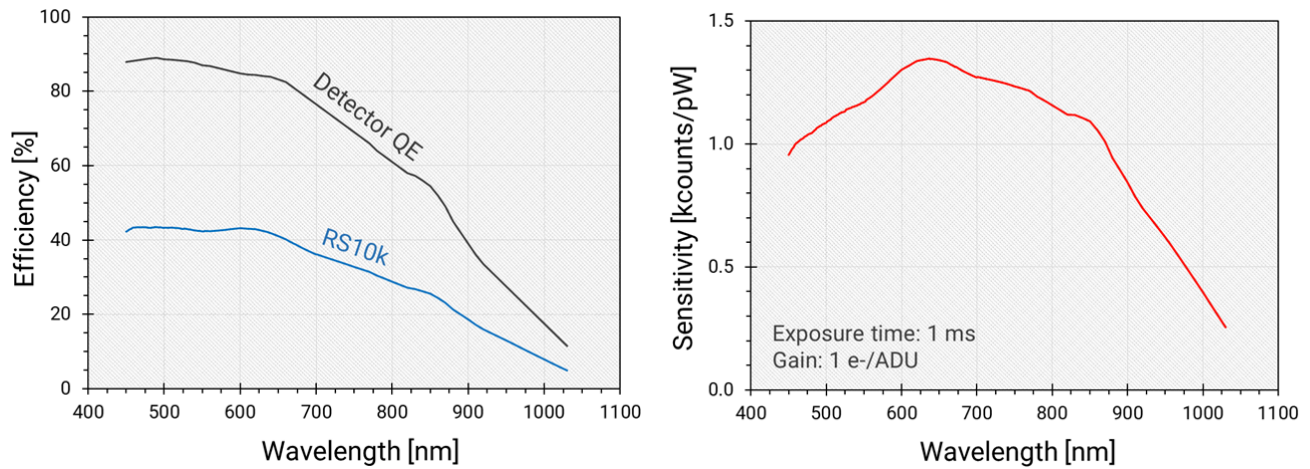 100
80
60
40
20
0
Efficiency [%]
Detector QE
RS10k
400 500 600 700 800 900 1000 1100
Wavelength [nm]
1.5
1.0
0.5
0.0
Sensitivity [kcounts/pW]
Exposure time: 1 ms
Gain: 1 e-/ADU
400 500 600 700 800 900 1000 1100
Wavelength [nm]